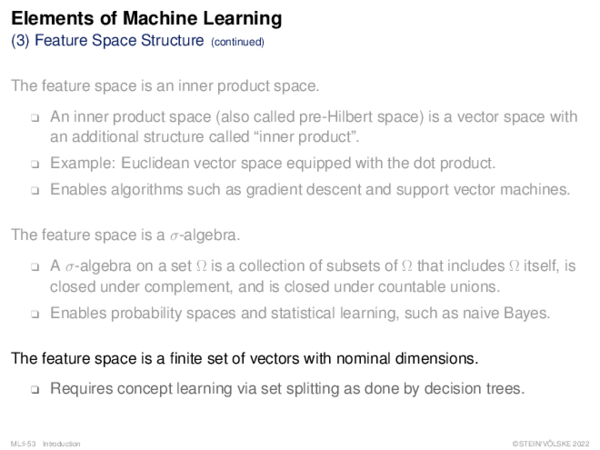 Elements of Machine Learning
(3) Feature Space Structure (continued)
The feature space is an inner product space.
❑ An inner product space (also called pre-Hilbert space) is a vector space with
an additional structure called “inner product”.
❑ Example: Euclidean vector space equipped with the dot product.
❑ Enables algorithms such as gradient descent and support vector machines.
The feature space is a σ-algebra.
❑ A σ-algebra on a set Ω is a collection of subsets of Ω that includes Ω itself, is
closed under complement, and is closed under countable unions.
❑ Enables probability spaces and statistical learning, such as naive Bayes.
The feature space is a finite set of vectors with nominal dimensions.
❑ Requires concept learning via set splitting as done by decision trees.
ML:I-53 Introduction © STEIN/VÖLSKE 2022